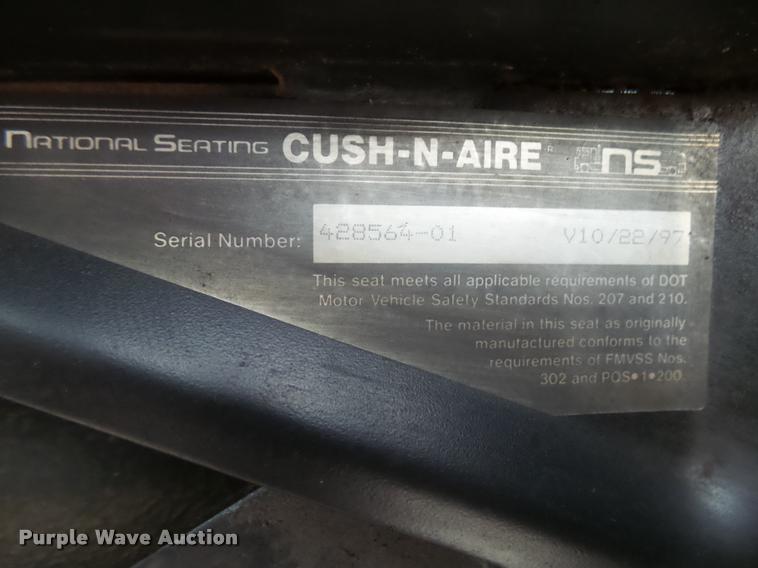 NATIONAL SEATING CUSH-N-AIRE® ns
Serial Number: 428564-01 V10/22/97
This seat meets all applicable requirements of DOT
Motor Vehicle Safety Standards Nos. 207 and 210.
The material in this seat as originally
manufactured conforms to the
requirements of FMVSS Nos.
302 and PQS•1•200.
Purple Wave Auction